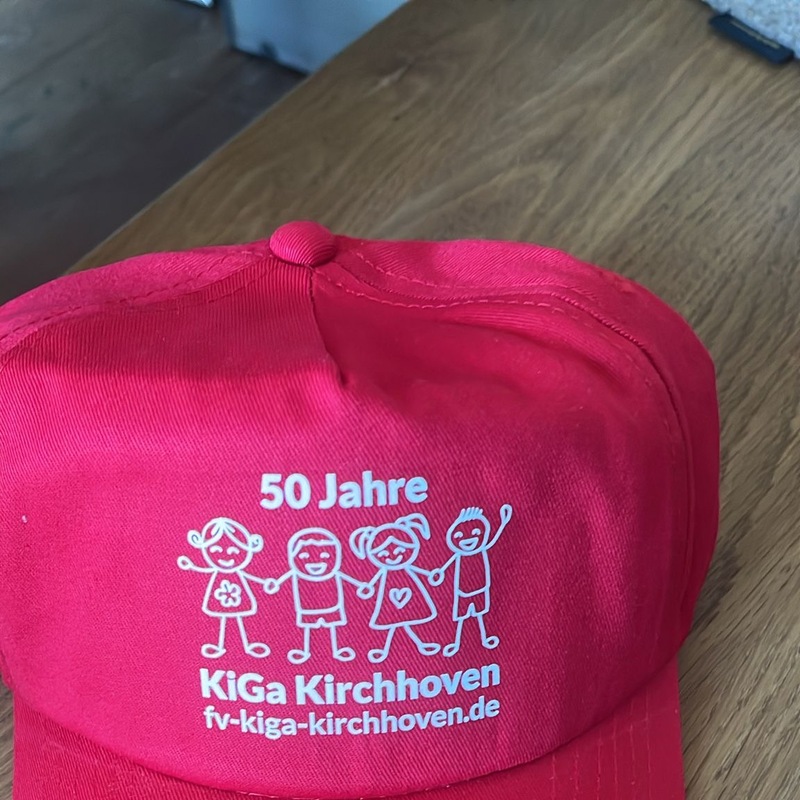 50 Jahre
KiGa Kirchhoven
fv-kiga-kirchhoven.de